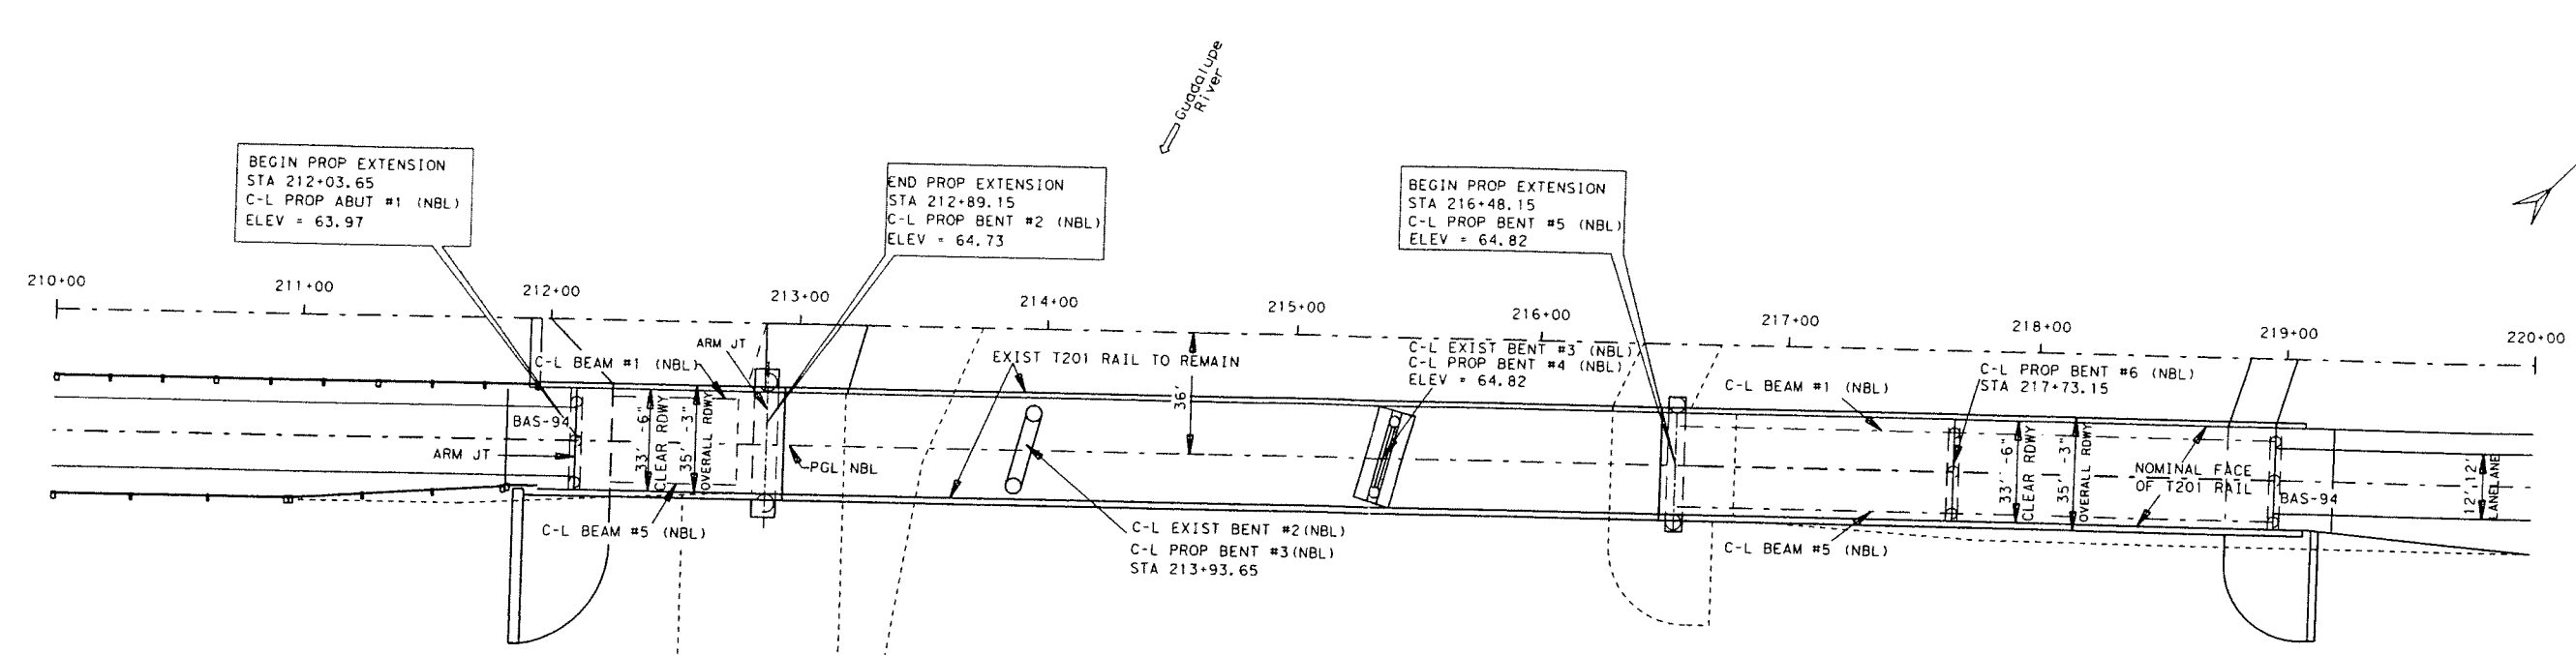 Guadalupe
River
BEGIN PROP EXTENSION
STA 212+03.65
C-L PROP ABUT #1 (NBL)
ELEV = 63.97
END PROP EXTENSION
STA 212+89.15
C-L PROP BENT #2 (NBL)
ELEV = 64.73
BEGIN PROP EXTENSION
STA 216+48.15
C-L PROP BENT #5 (NBL)
ELEV = 64.82
210+00
211+00
212+00
213+00
214+00
215+00
216+00
217+00
218+00
219+00
220+00
C-L BEAM #1 (NBL)
ARM JT
EXIST T201 RAIL TO REMAIN
36'
C-L EXIST BENT #3 (NBL)
C-L PROP BENT #4 (NBL)
ELEV = 64.82
C-L BEAM #1 (NBL)
C-L PROP BENT #6 (NBL)
STA 217+73.15
BAS-94
ARM JT
33'-6"
CLEAR RDWY
35'-3"
OVERALL RDWY
PGL NBL
33'-6"
CLEAR RDWY
35'-3"
OVERALL RDWY
NOMINAL FACE
OF T201 RAIL
BAS-94
12' 12'
LANE LANE
C-L BEAM #5 (NBL)
C-L EXIST BENT #2(NBL)
C-L PROP BENT #3(NBL)
STA 213+93.65
C-L BEAM #5 (NBL)